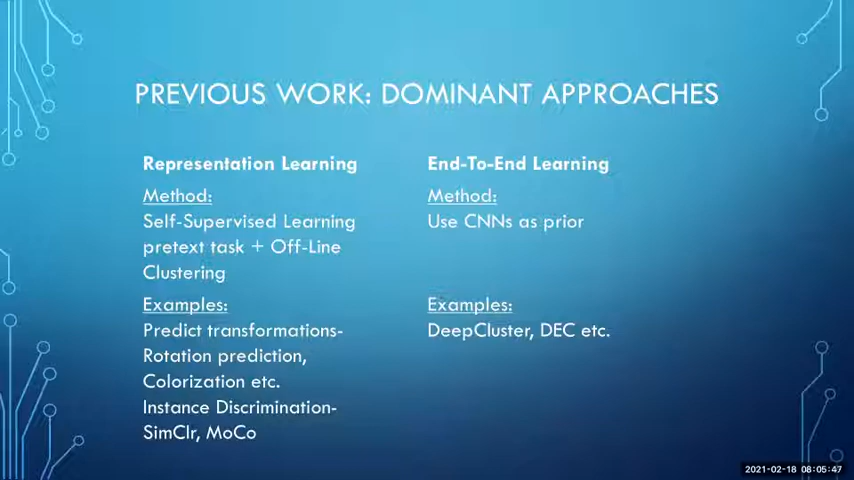 PREVIOUS WORK: DOMINANT APPROACHES
Representation Learning
Method:
Self-Supervised Learning
pretext task + Off-Line
Clustering
Examples:
Predict transformations-
Rotation prediction,
Colorization etc.
Instance Discrimination-
SimClr, MoCo
End-To-End Learning
Method:
Use CNNs as prior
Examples:
DeepCluster, DEC etc.
2021-02-18 08:05:47